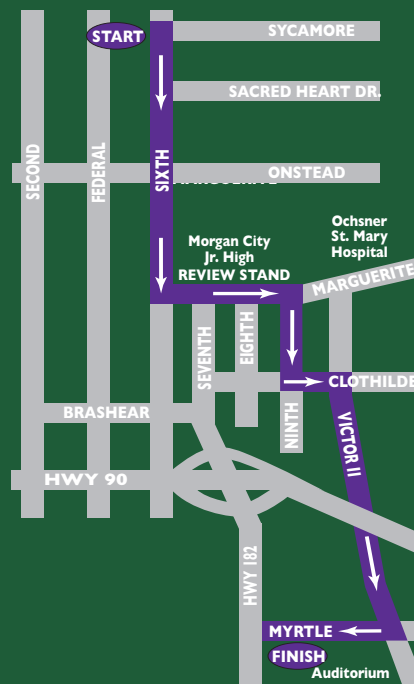 START
SYCAMORE
SACRED HEART DR.
SECOND
FEDERAL
SIXTH
ONSTEAD
MARGUERITE
Ochsner
St. Mary
Hospital
Morgan City
Jr. High
REVIEW STAND
MARGUERITE
SEVENTH
EIGHTH
CLOTHILDE
NINTH
BRASHEAR
VICTOR II
HWY 90
HWY 182
MYRTLE
FINISH
Auditorium